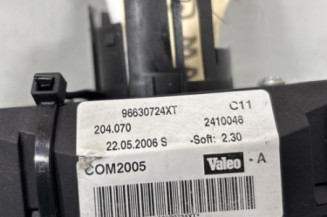 96630724XT C11
204.070 2410046
22.05.2006 S -Soft: 2.30
COM2005 Valeo - A